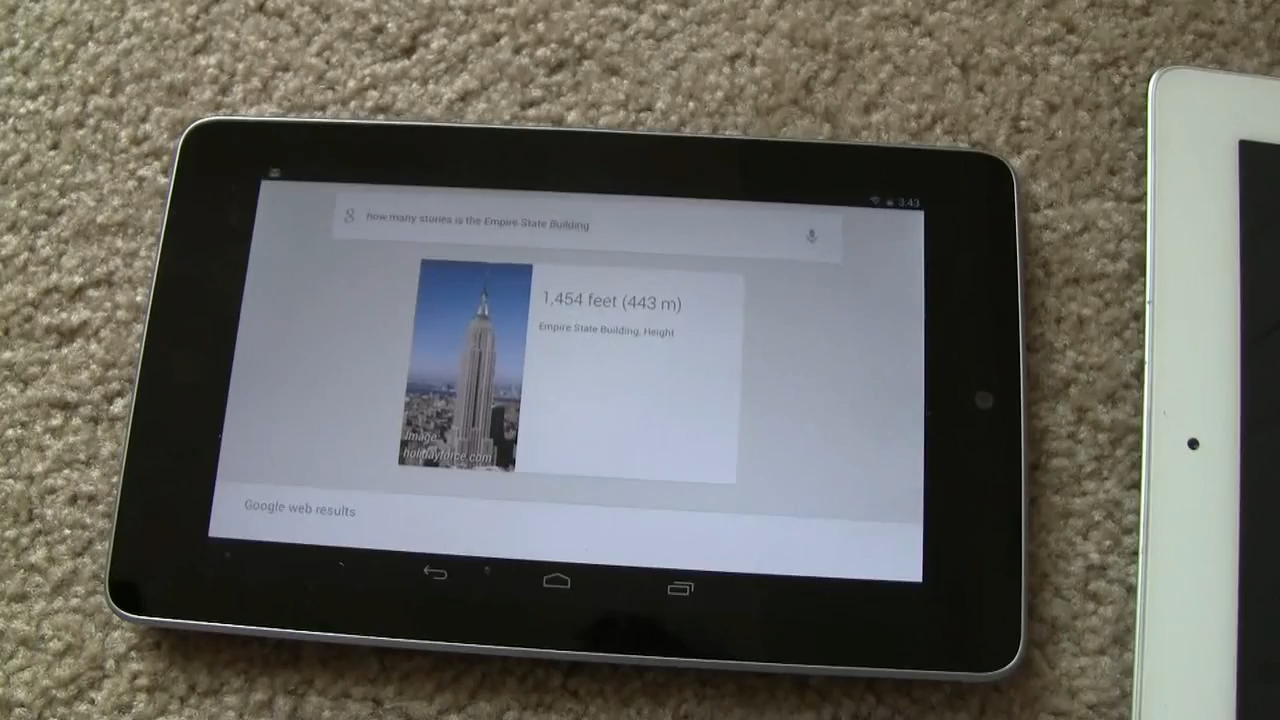 3:43
8 how many stories is the Empire State Building
1,454 feet (443 m)
Empire State Building, Height
Image:
holidayforce.com
Google web results